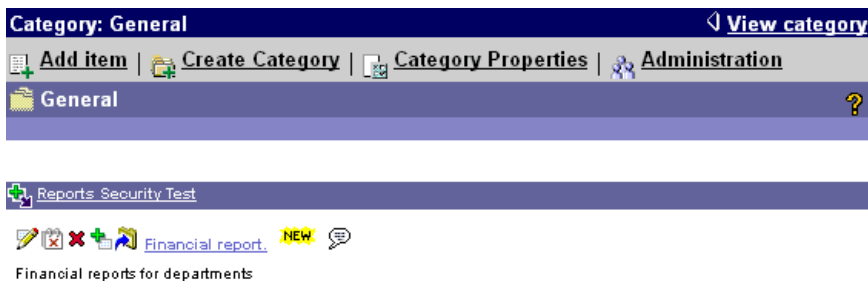 Category: General View category
Add item | Create Category | Category Properties | Administration
General ?
Reports Security Test
Financial report. NEW
Financial reports for departments